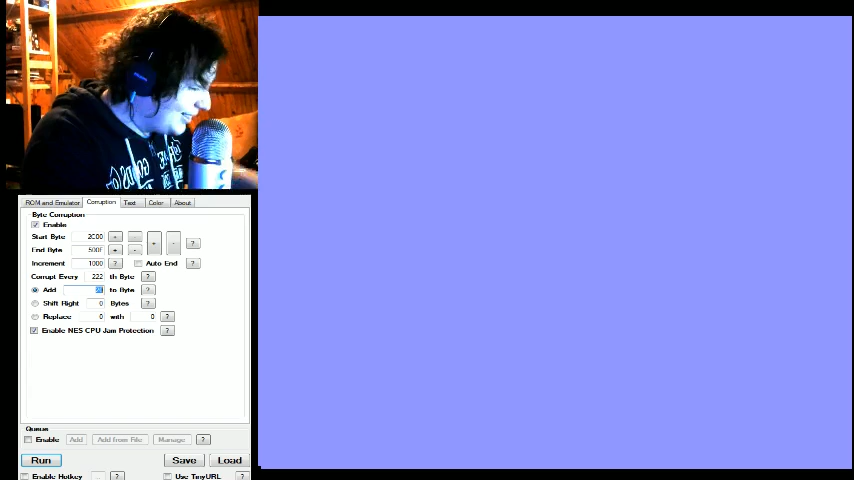 ROM and Emulator Corruption Text Color About
Byte Corruption
Enable
Start Byte 2C00 + - + - ?
End Byte 500F + -
Increment 1000 ? Auto End ?
Corrupt Every 222 th Byte ?
Add to Byte ?
Shift Right 0 Bytes ?
Replace 0 with 0 ?
Enable NES CPU Jam Protection ?
Queue
Enable Add Add from File Manage ?
Run Save Load
Enable Hotkey ... ? Use TinyURL ?